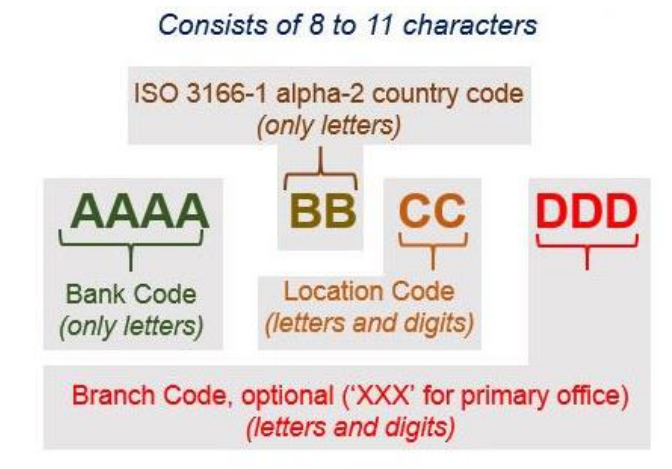 Consists of 8 to 11 characters
ISO 3166-1 alpha-2 country code
(only letters)
AAAA BB CC DDD
Bank Code
(only letters)
Location Code
(letters and digits)
Branch Code, optional (‘XXX’ for primary office)
(letters and digits)